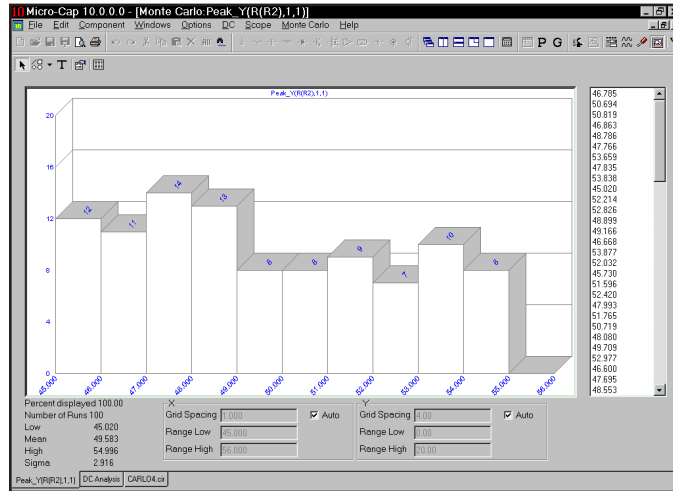 10 Micro-Cap 10.0.0.0 - [Monte Carlo:Peak_Y(R(R2),1,1)]
File Edit Component Windows Options DC Scope Monte Carlo Help
All P G
T
Peak_Y(R(R2),1,1)
20
16
12
8
4
0
12 11 14 13 8 8 9 7 10 8
45.000 46.000 47.000 48.000 49.000 50.000 51.000 52.000 53.000 54.000 55.000 56.000
46.785
50.694
50.819
46.863
48.786
47.766
53.659
47.835
53.838
45.020
52.214
52.826
48.899
49.166
46.668
53.877
52.032
45.730
51.596
52.420
47.993
51.765
50.719
48.080
49.709
52.977
46.600
47.695
48.553
Percent displayed 100.00
Number of Runs 100
Low 45.020
Mean 49.583
High 54.996
Sigma 2.916
X
Grid Spacing 1.000 Auto
Range Low 45.000
Range High 56.000
Y
Grid Spacing 4.00 Auto
Range Low 0.00
Range High 20.00
Peak_Y(R(R2),1,1) DC Analysis CARLO4.cir